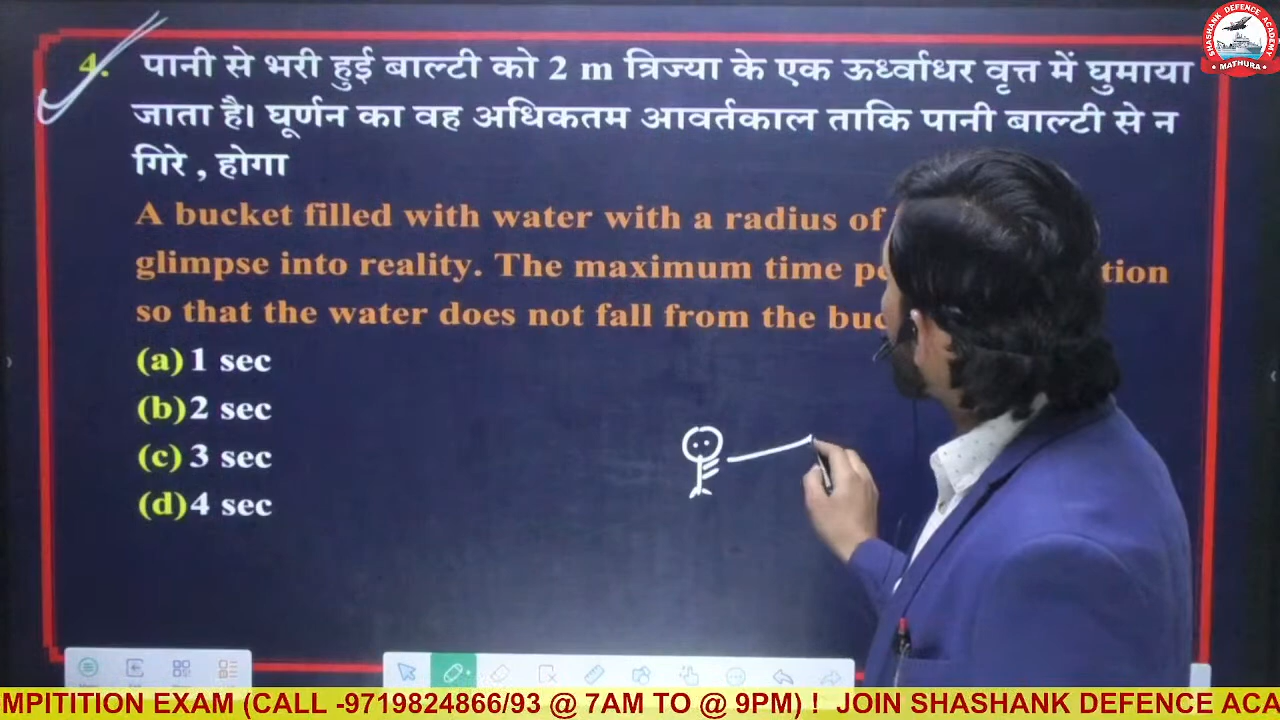 SHASHANK DEFENCE ACADEMY
MATHURA
4. पानी से भरी हुई बाल्टी को 2 m त्रिज्या के एक ऊर्ध्वाधर वृत्त में घुमाया
जाता है। घूर्णन का वह अधिकतम आवर्तकाल ताकि पानी बाल्टी से न
गिरे , होगा
A bucket filled with water with a radius of
glimpse into reality. The maximum time pe tion
so that the water does not fall from the buc
(a) 1 sec
(b) 2 sec
(c) 3 sec
(d) 4 sec
MPITITION EXAM (CALL -9719824866/93 @ 7AM TO @ 9PM) ! JOIN SHASHANK DEFENCE ACA